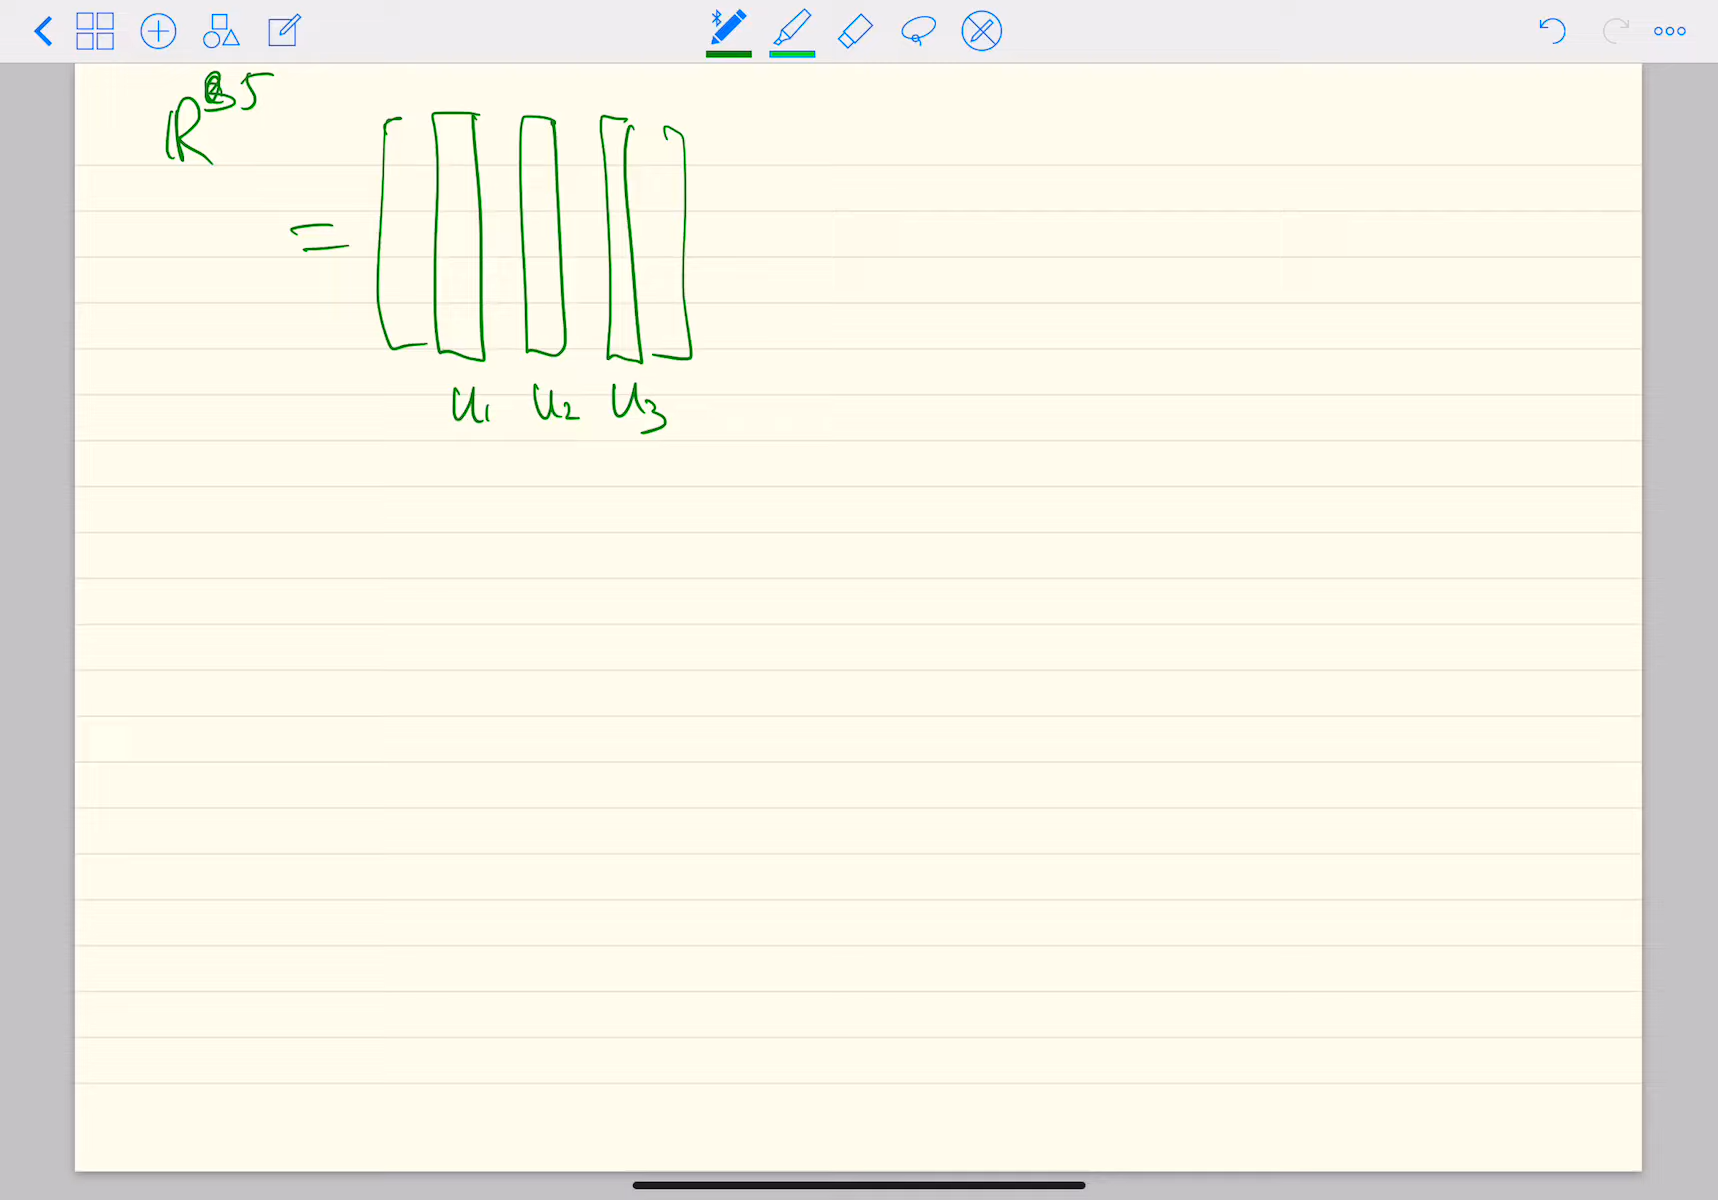 ℝ 5
= [ ]
u₁ u₂ u₃